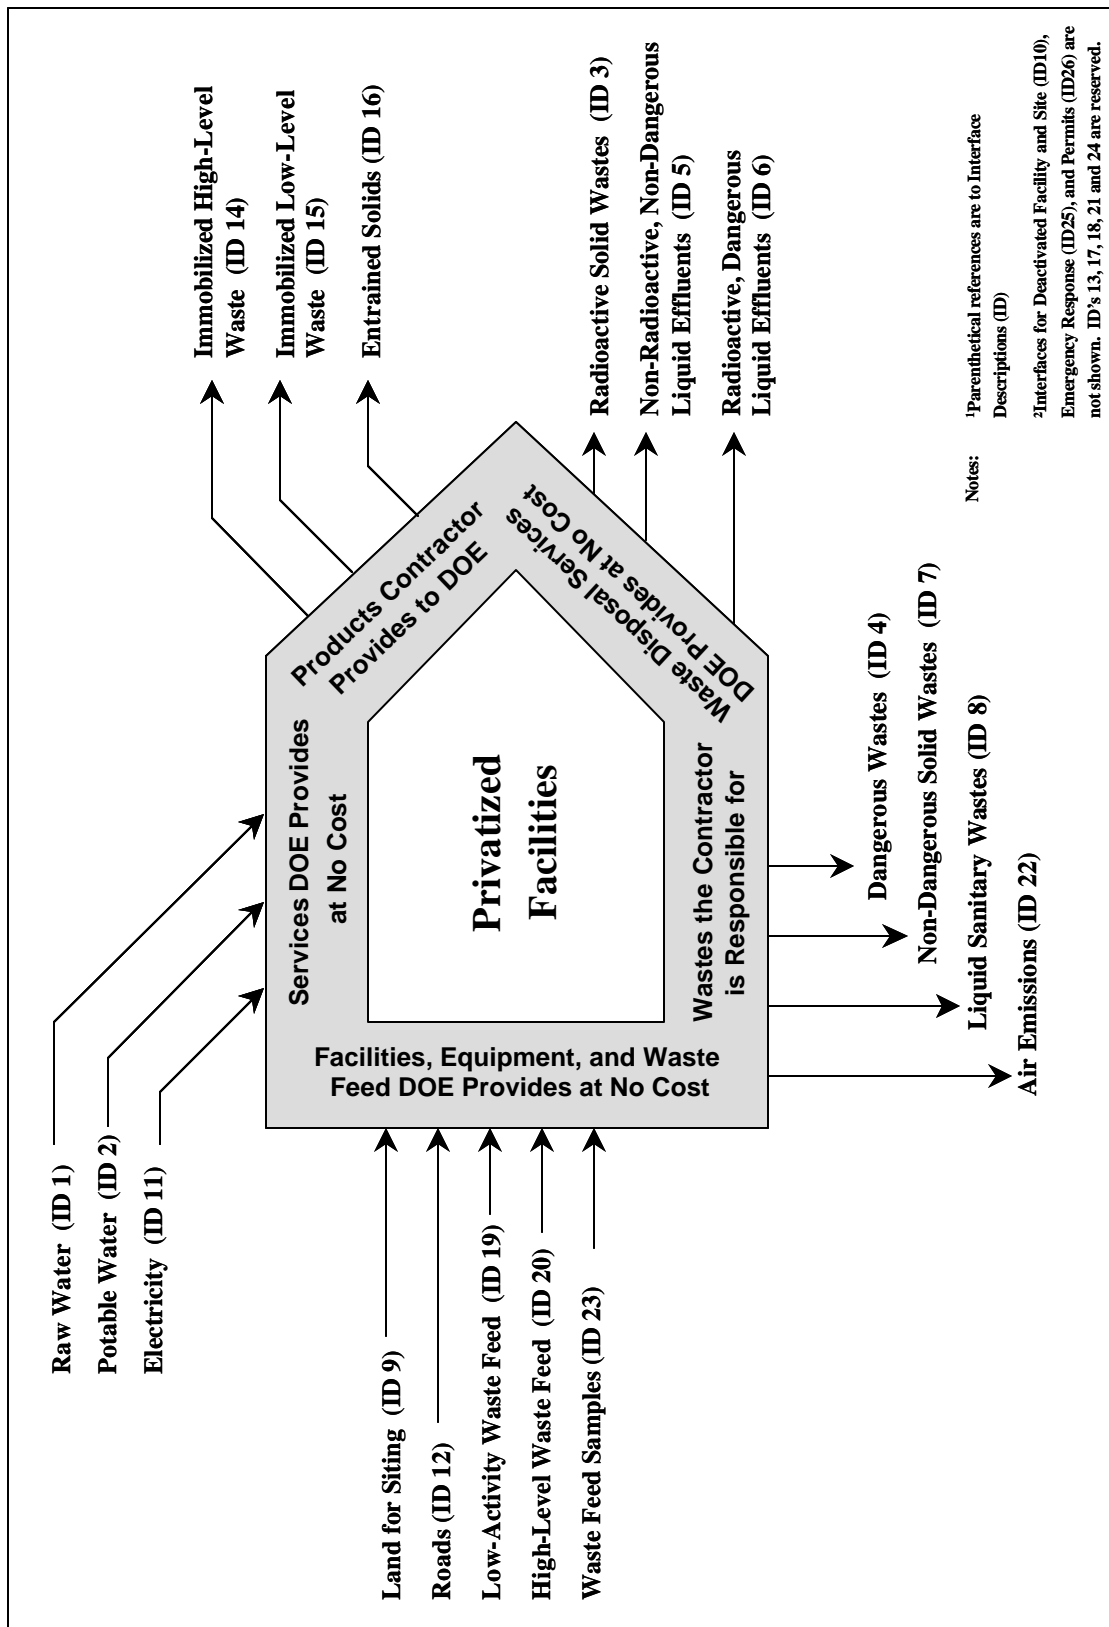 Raw Water (ID 1)
Potable Water (ID 2)
Electricity (ID 11)
Immobilized High-Level
Waste (ID 14)
Immobilized Low-Level
Waste (ID 15)
Entrained Solids (ID 16)
Services DOE Provides
at No Cost
Products Contractor
Provides to DOE
Land for Siting (ID 9)
Roads (ID 12)
Low-Activity Waste Feed (ID 19)
High-Level Waste Feed (ID 20)
Waste Feed Samples (ID 23)
Facilities, Equipment, and Waste
Feed DOE Provides at No Cost
Privatized
Facilities
Waste Disposal Services
DOE Provides at No Cost
Radioactive Solid Wastes (ID 3)
Non-Radioactive, Non-Dangerous
Liquid Effluents (ID 5)
Radioactive, Dangerous
Liquid Effluents (ID 6)
Wastes the Contractor
is Responsible for
Dangerous Wastes (ID 4)
Non-Dangerous Solid Wastes (ID 7)
Liquid Sanitary Wastes (ID 8)
Air Emissions (ID 22)
Notes: ¹Parenthetical references are to Interface
Descriptions (ID)
²Interfaces for Deactivated Facility and Site (ID10),
Emergency Response (ID25), and Permits (ID26) are
not shown. ID's 13, 17, 18, 21 and 24 are reserved.